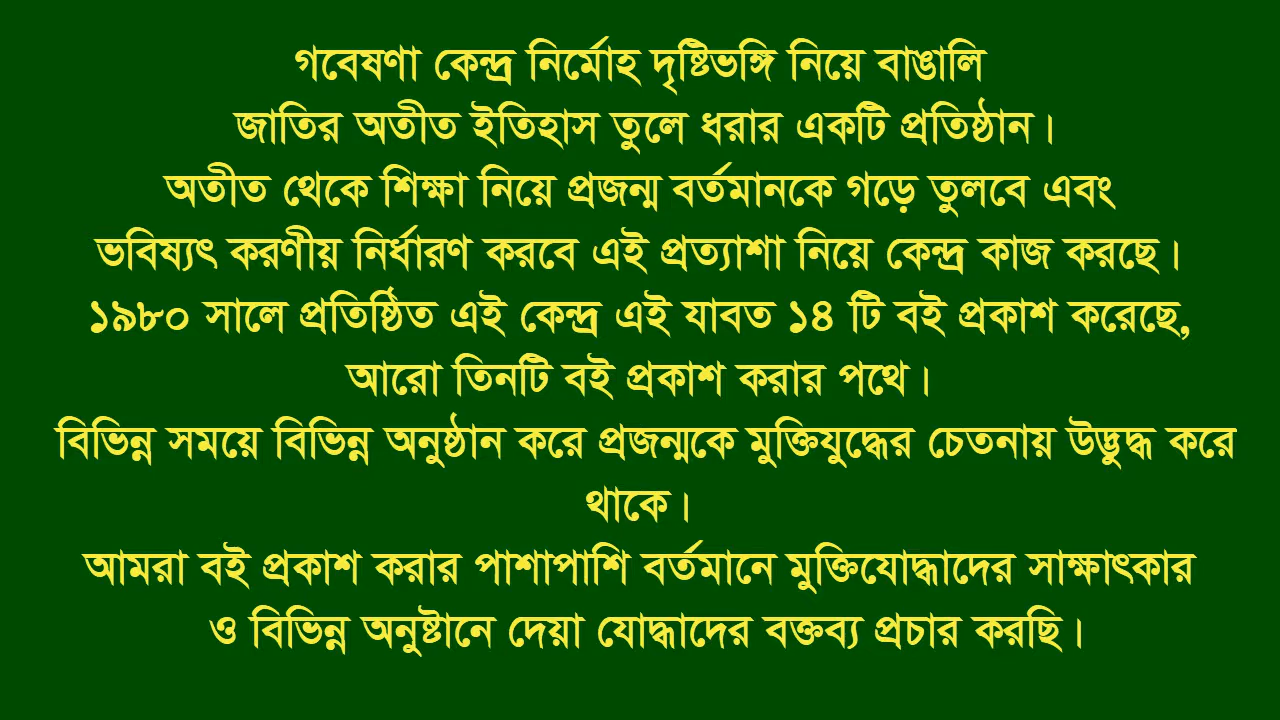 গবেষণা কেন্দ্র নির্মোহ দৃষ্টিভঙ্গি নিয়ে বাঙালি
জাতির অতীত ইতিহাস তুলে ধরার একটি প্রতিষ্ঠান।
অতীত থেকে শিক্ষা নিয়ে প্রজন্ম বর্তমানকে গড়ে তুলবে এবং
ভবিষ্যৎ করণীয় নির্ধারণ করবে এই প্রত্যাশা নিয়ে কেন্দ্র কাজ করছে।
১৯৮০ সালে প্রতিষ্ঠিত এই কেন্দ্র এই যাবত ১৪ টি বই প্রকাশ করেছে,
আরো তিনটি বই প্রকাশ করার পথে।
বিভিন্ন সময়ে বিভিন্ন অনুষ্ঠান করে প্রজন্মকে মুক্তিযুদ্ধের চেতনায় উদ্ভুদ্ধ করে
থাকে।
আমরা বই প্রকাশ করার পাশাপাশি বর্তমানে মুক্তিযোদ্ধাদের সাক্ষাৎকার
ও বিভিন্ন অনুষ্টানে দেয়া যোদ্ধাদের বক্তব্য প্রচার করছি।